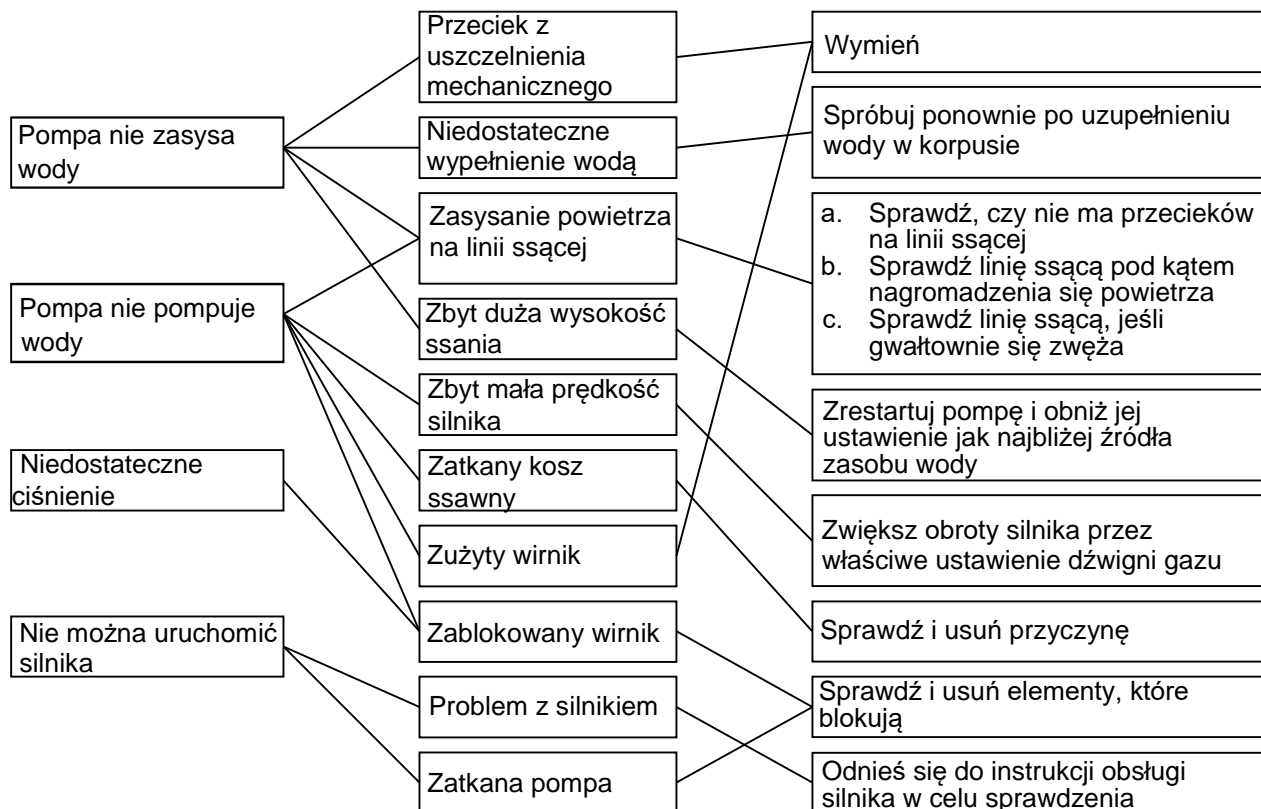 Pompa nie zasysa
wody
Pompa nie pompuje
wody
Niedostateczne
ciśnienie
Nie można uruchomić
silnika
Przeciek z
uszczelnienia
mechanicznego
Niedostateczne
wypełnienie wodą
Zasysanie powietrza
na linii ssącej
Zbyt duża wysokość
ssania
Zbyt mała prędkość
silnika
Zatkany kosz
ssawny
Zużyty wirnik
Zablokowany wirnik
Problem z silnikiem
Zatkana pompa
Wymień
Spróbuj ponownie po uzupełnieniu
wody w korpusie
a. Sprawdź, czy nie ma przecieków
na linii ssącej
b. Sprawdź linię ssącą pod kątem
nagromadzenia się powietrza
c. Sprawdź linię ssącą, jeśli
gwałtownie się zwęża
Zrestartuj pompę i obniż jej
ustawienie jak najbliżej źródła
zasobu wody
Zwiększ obroty silnika przez
właściwe ustawienie dźwigni gazu
Sprawdź i usuń przyczynę
Sprawdź i usuń elementy, które
blokują
Odnieś się do instrukcji obsługi
silnika w celu sprawdzenia